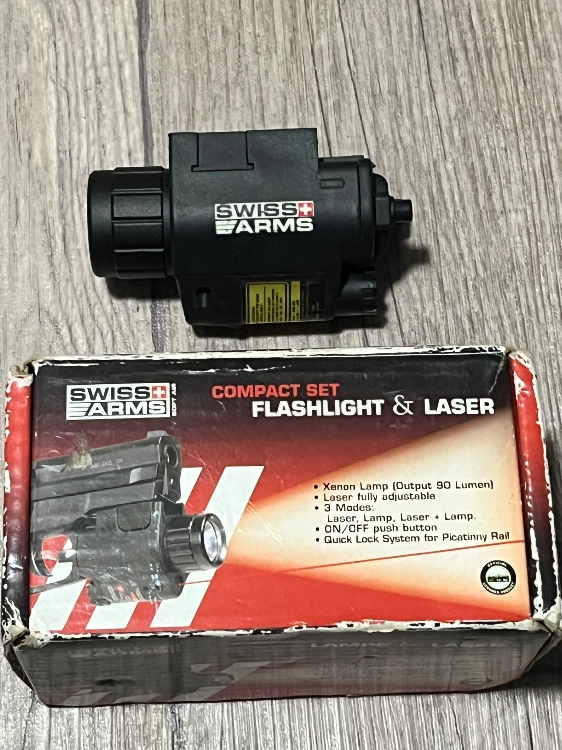 SWISS
ARMS
SWISS
ARMS
SOFT AIR
COMPACT SET
FLASHLIGHT & LASER
• Xenon Lamp (Output 90 Lumen)
• Laser fully adjustable
• 3 Modes:
Laser, Lamp, Laser + Lamp.
• ON/OFF push button
• Quick Lock System for Picatinny Rail